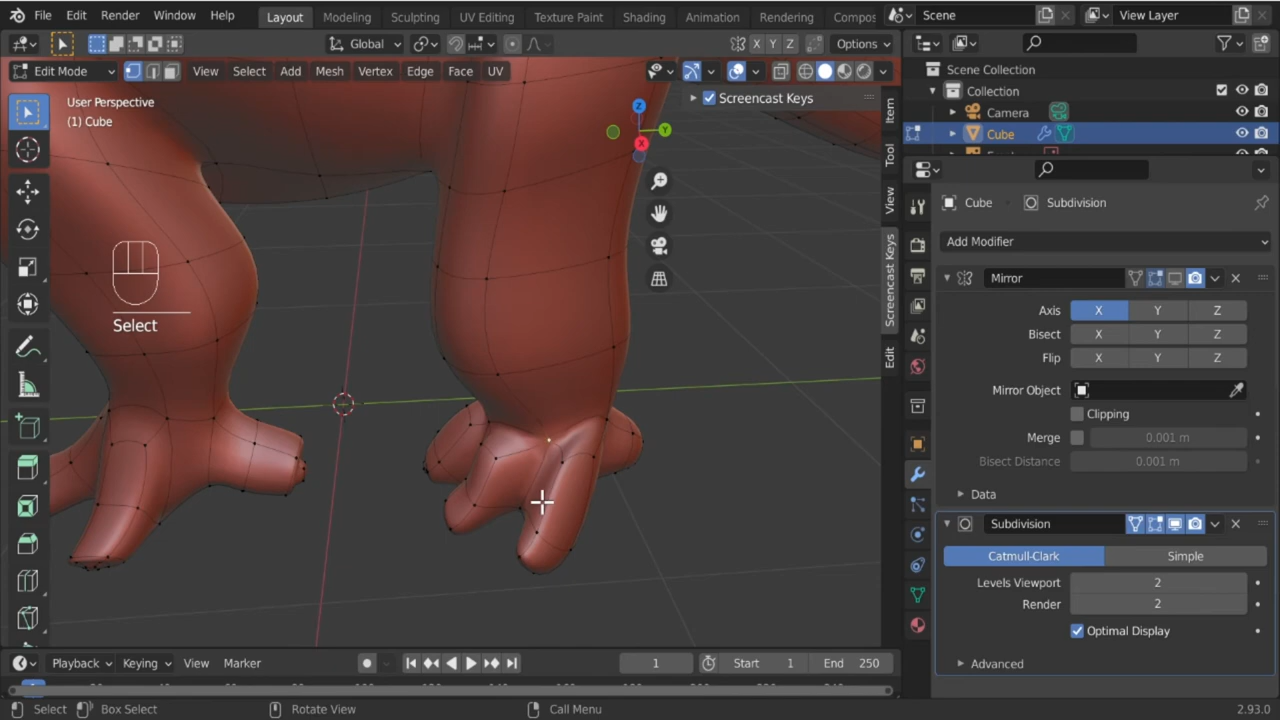 File Edit Render Window Help Layout Modeling Sculpting UV Editing Texture Paint Shading Animation Rendering Compos Scene View Layer
Global X Y Z Options
Edit Mode View Select Add Mesh Vertex Edge Face UV
User Perspective
(1) Cube
Screencast Keys
Z
Y
X
Select
Item
Tool
View
Screencast Keys
Edit
Scene Collection
Collection
Camera
Cube
Cube Subdivision
Add Modifier
Mirror
Axis X Y Z
Bisect X Y Z
Flip X Y Z
Mirror Object
Clipping
Merge 0.001 m
Bisect Distance 0.001 m
Data
Subdivision
Catmull-Clark Simple
Levels Viewport 2
Render 2
Optimal Display
Advanced
Playback Keying View Marker 1 Start 1 End 250
Select Box Select Rotate View Call Menu 2.93.0